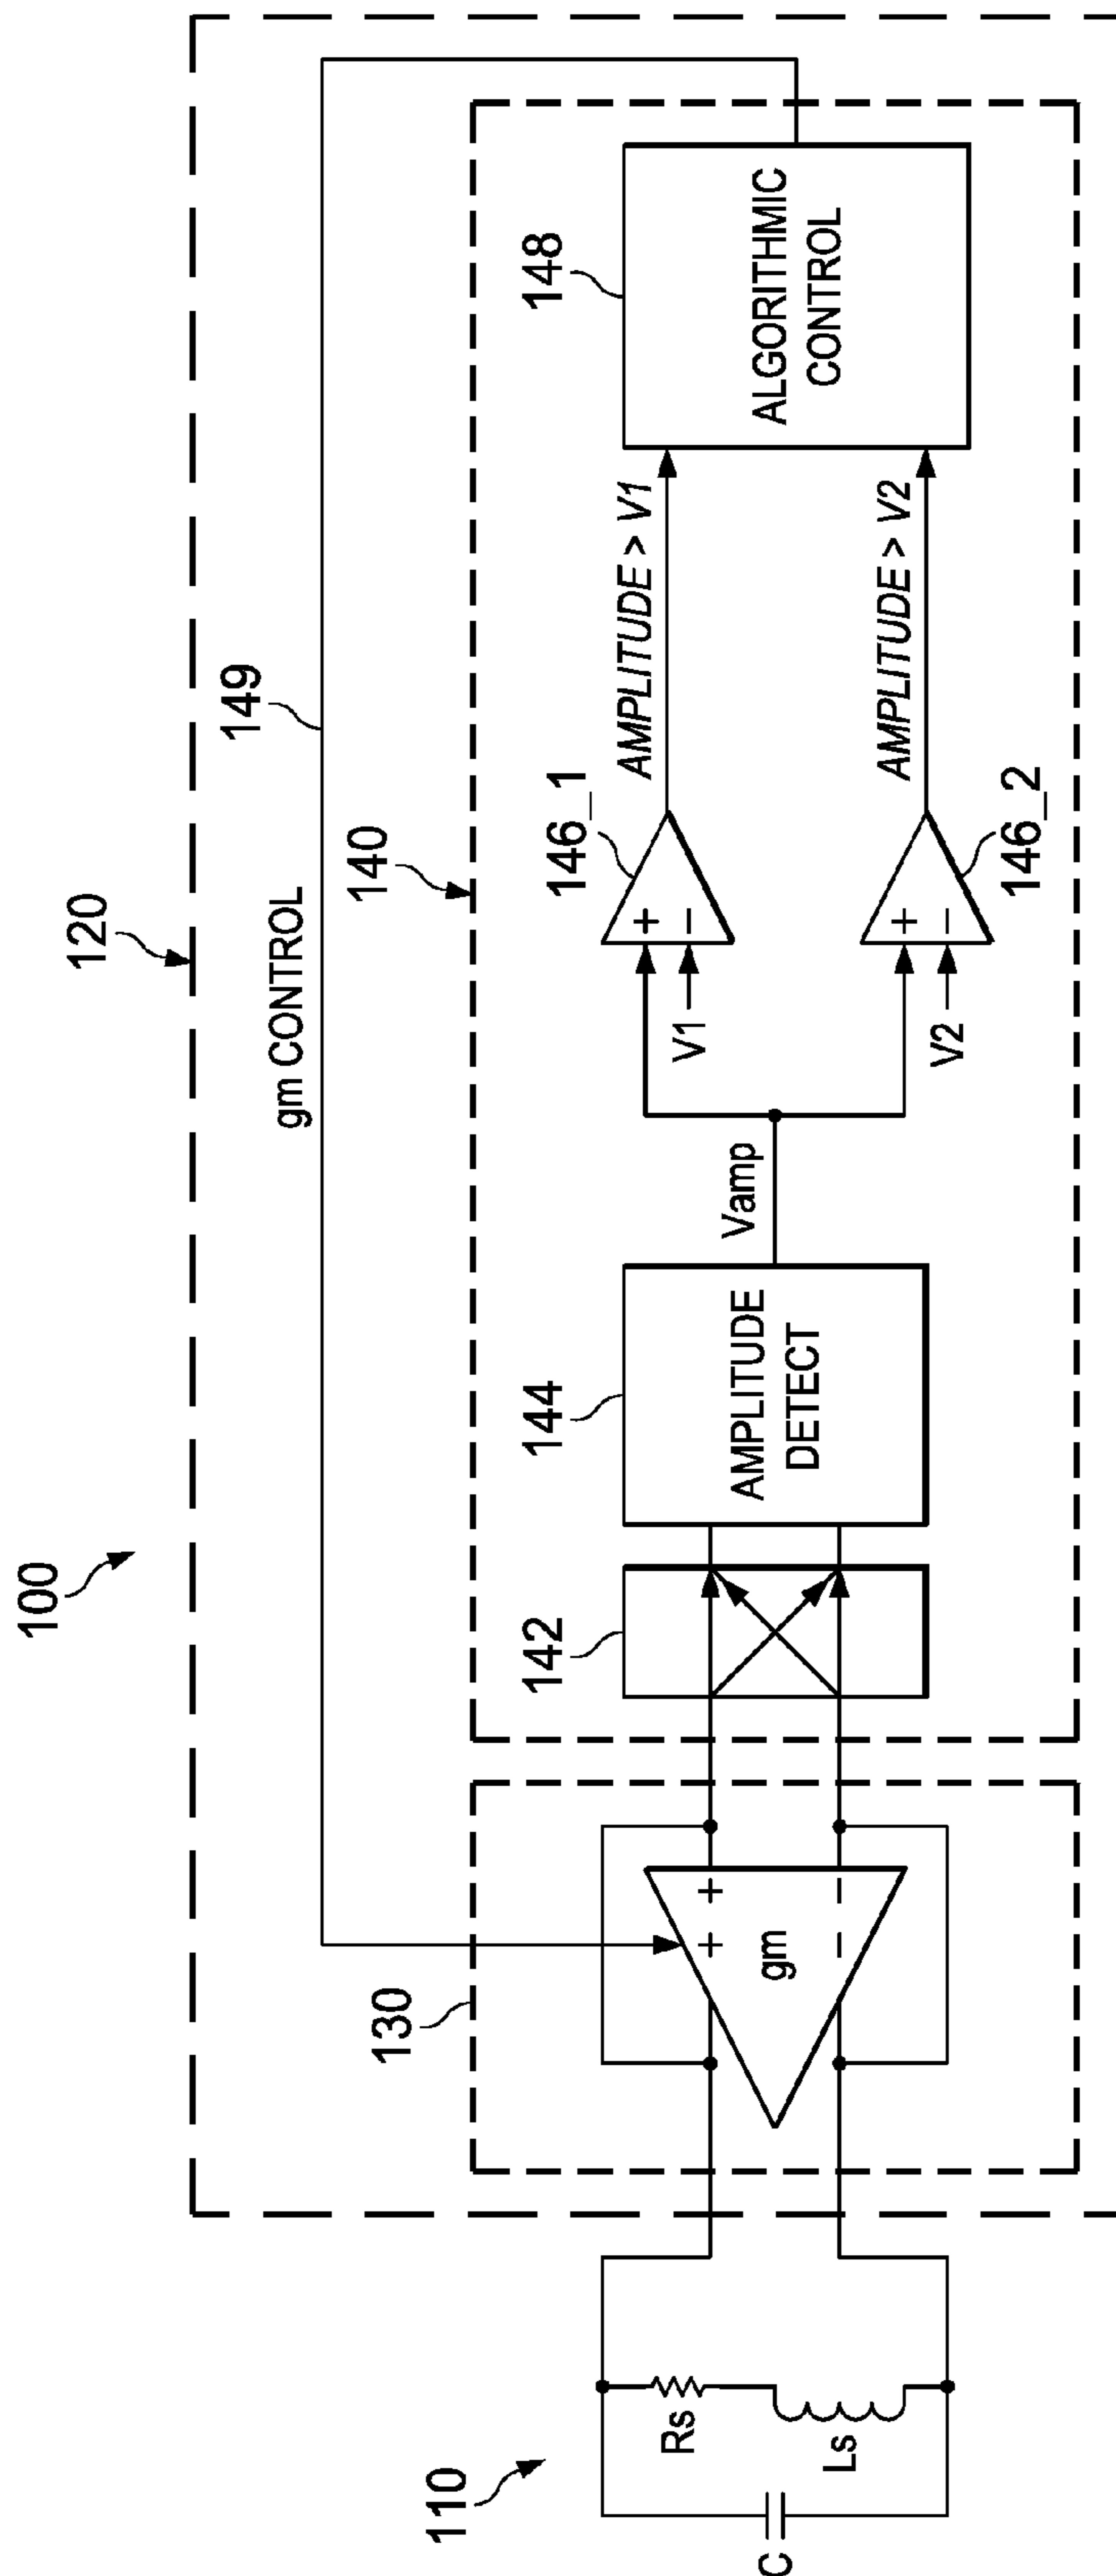 100
120
149
gm CONTROL
140
130
110
C
Rs
Ls
+ +
gm
- -
142
144
AMPLITUDE
DETECT
Vamp
V1
+
-
146_1
AMPLITUDE > V1
V2
+
-
146_2
AMPLITUDE > V2
148
ALGORITHMIC
CONTROL